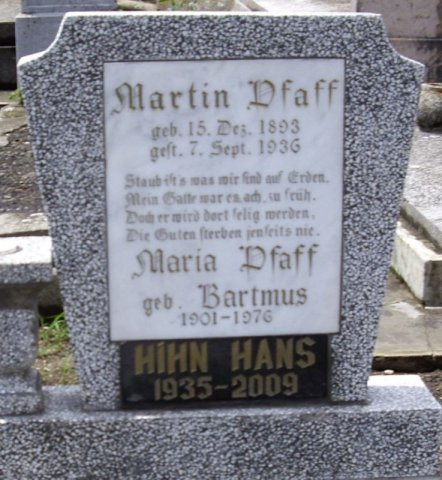 Martin Pfaff
geb. 15. Dez. 1893
gest. 7. Sept. 1936
Staub ist's was wir sind auf Erden.
Mein Gatte war es, ach, zu früh.
Doch er wird dort selig werden,
Die Guten sterben jenseits nie.
Maria Pfaff
geb. Bartmus
1901-1976
HiHN HANS
1935-2009